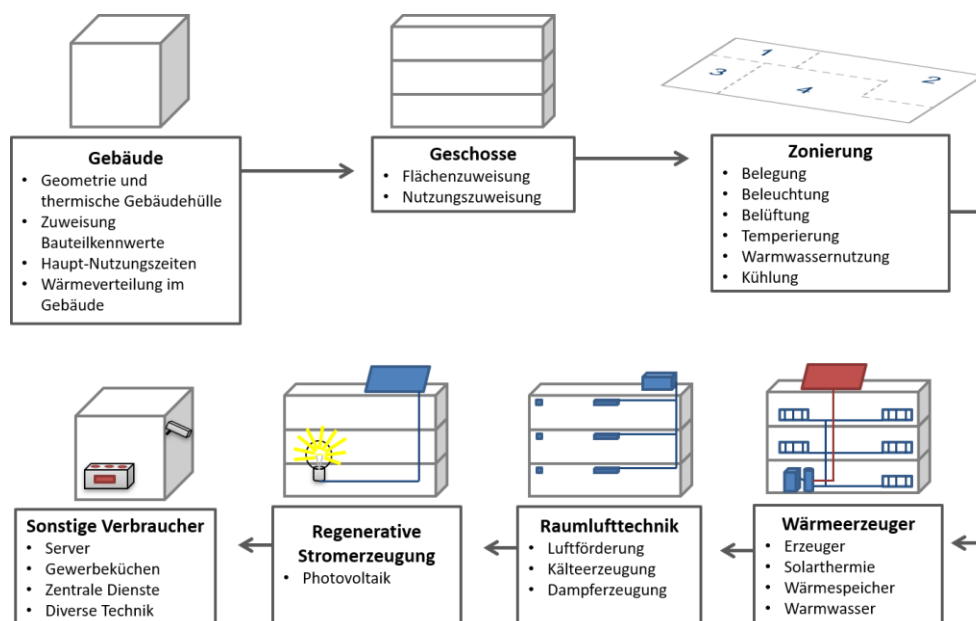 1
2
3
4
Gebäude
• Geometrie und
thermische Gebäudehülle
• Zuweisung
Bauteilkennwerte
• Haupt-Nutzungszeiten
• Wärmeverteilung im
Gebäude
Geschosse
• Flächenzuweisung
• Nutzungszuweisung
Zonierung
• Belegung
• Beleuchtung
• Belüftung
• Temperierung
• Warmwassernutzung
• Kühlung
Sonstige Verbraucher
• Server
• Gewerbeküchen
• Zentrale Dienste
• Diverse Technik
Regenerative
Stromerzeugung
• Photovoltaik
Raumlufttechnik
• Luftförderung
• Kälteerzeugung
• Dampferzeugung
Wärmeerzeuger
• Erzeuger
• Solarthermie
• Wärmespeicher
• Warmwasser